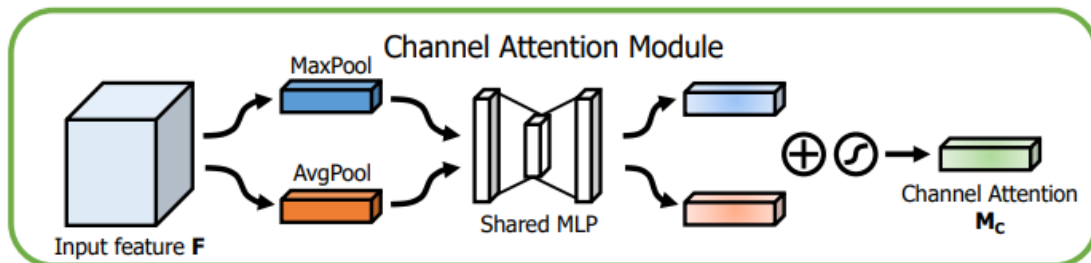 Channel Attention Module
MaxPool
AvgPool
Shared MLP
Input feature F
Channel Attention
Mc